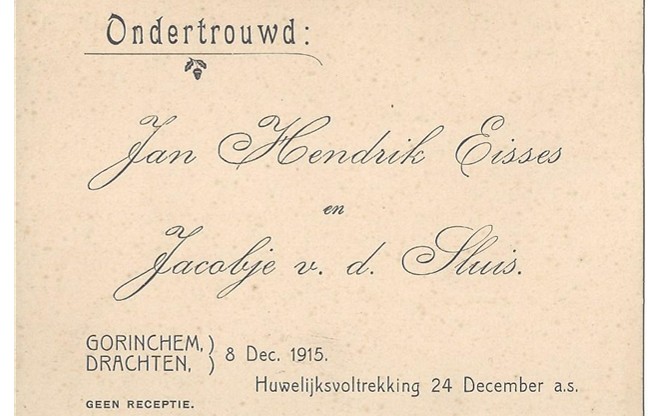 Ondertrouwd:
Jan Hendrik Eisses
en
Jacobje v. d. Sluis.
GORINCHEM, )
DRACHTEN, ) 8 Dec. 1915.
Huwelijksvoltrekking 24 December a.s.
GEEN RECEPTIE.